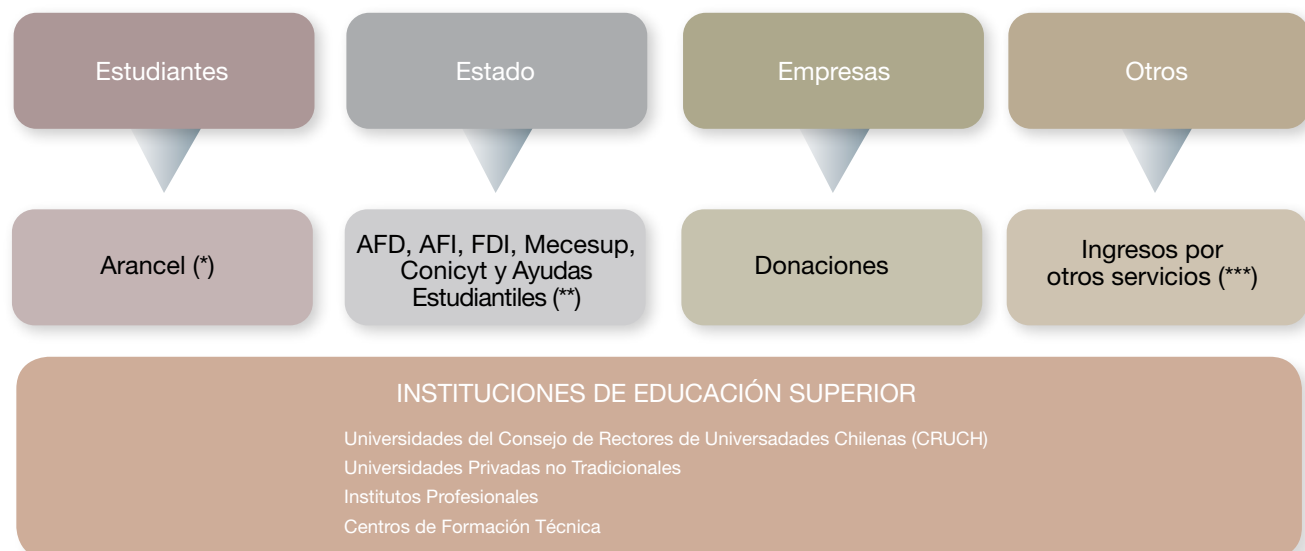 Estudiantes
Estado
Empresas
Otros
Arancel (*)
AFD, AFI, FDI, Mecesup,
Conicyt y Ayudas
Estudiantiles (**)
Donaciones
Ingresos por
otros servicios (***)
INSTITUCIONES DE EDUCACIÓN SUPERIOR
Universidades del Consejo de Rectores de Universadades Chilenas (CRUCH)
Universidades Privadas no Tradicionales
Institutos Profesionales
Centros de Formación Técnica